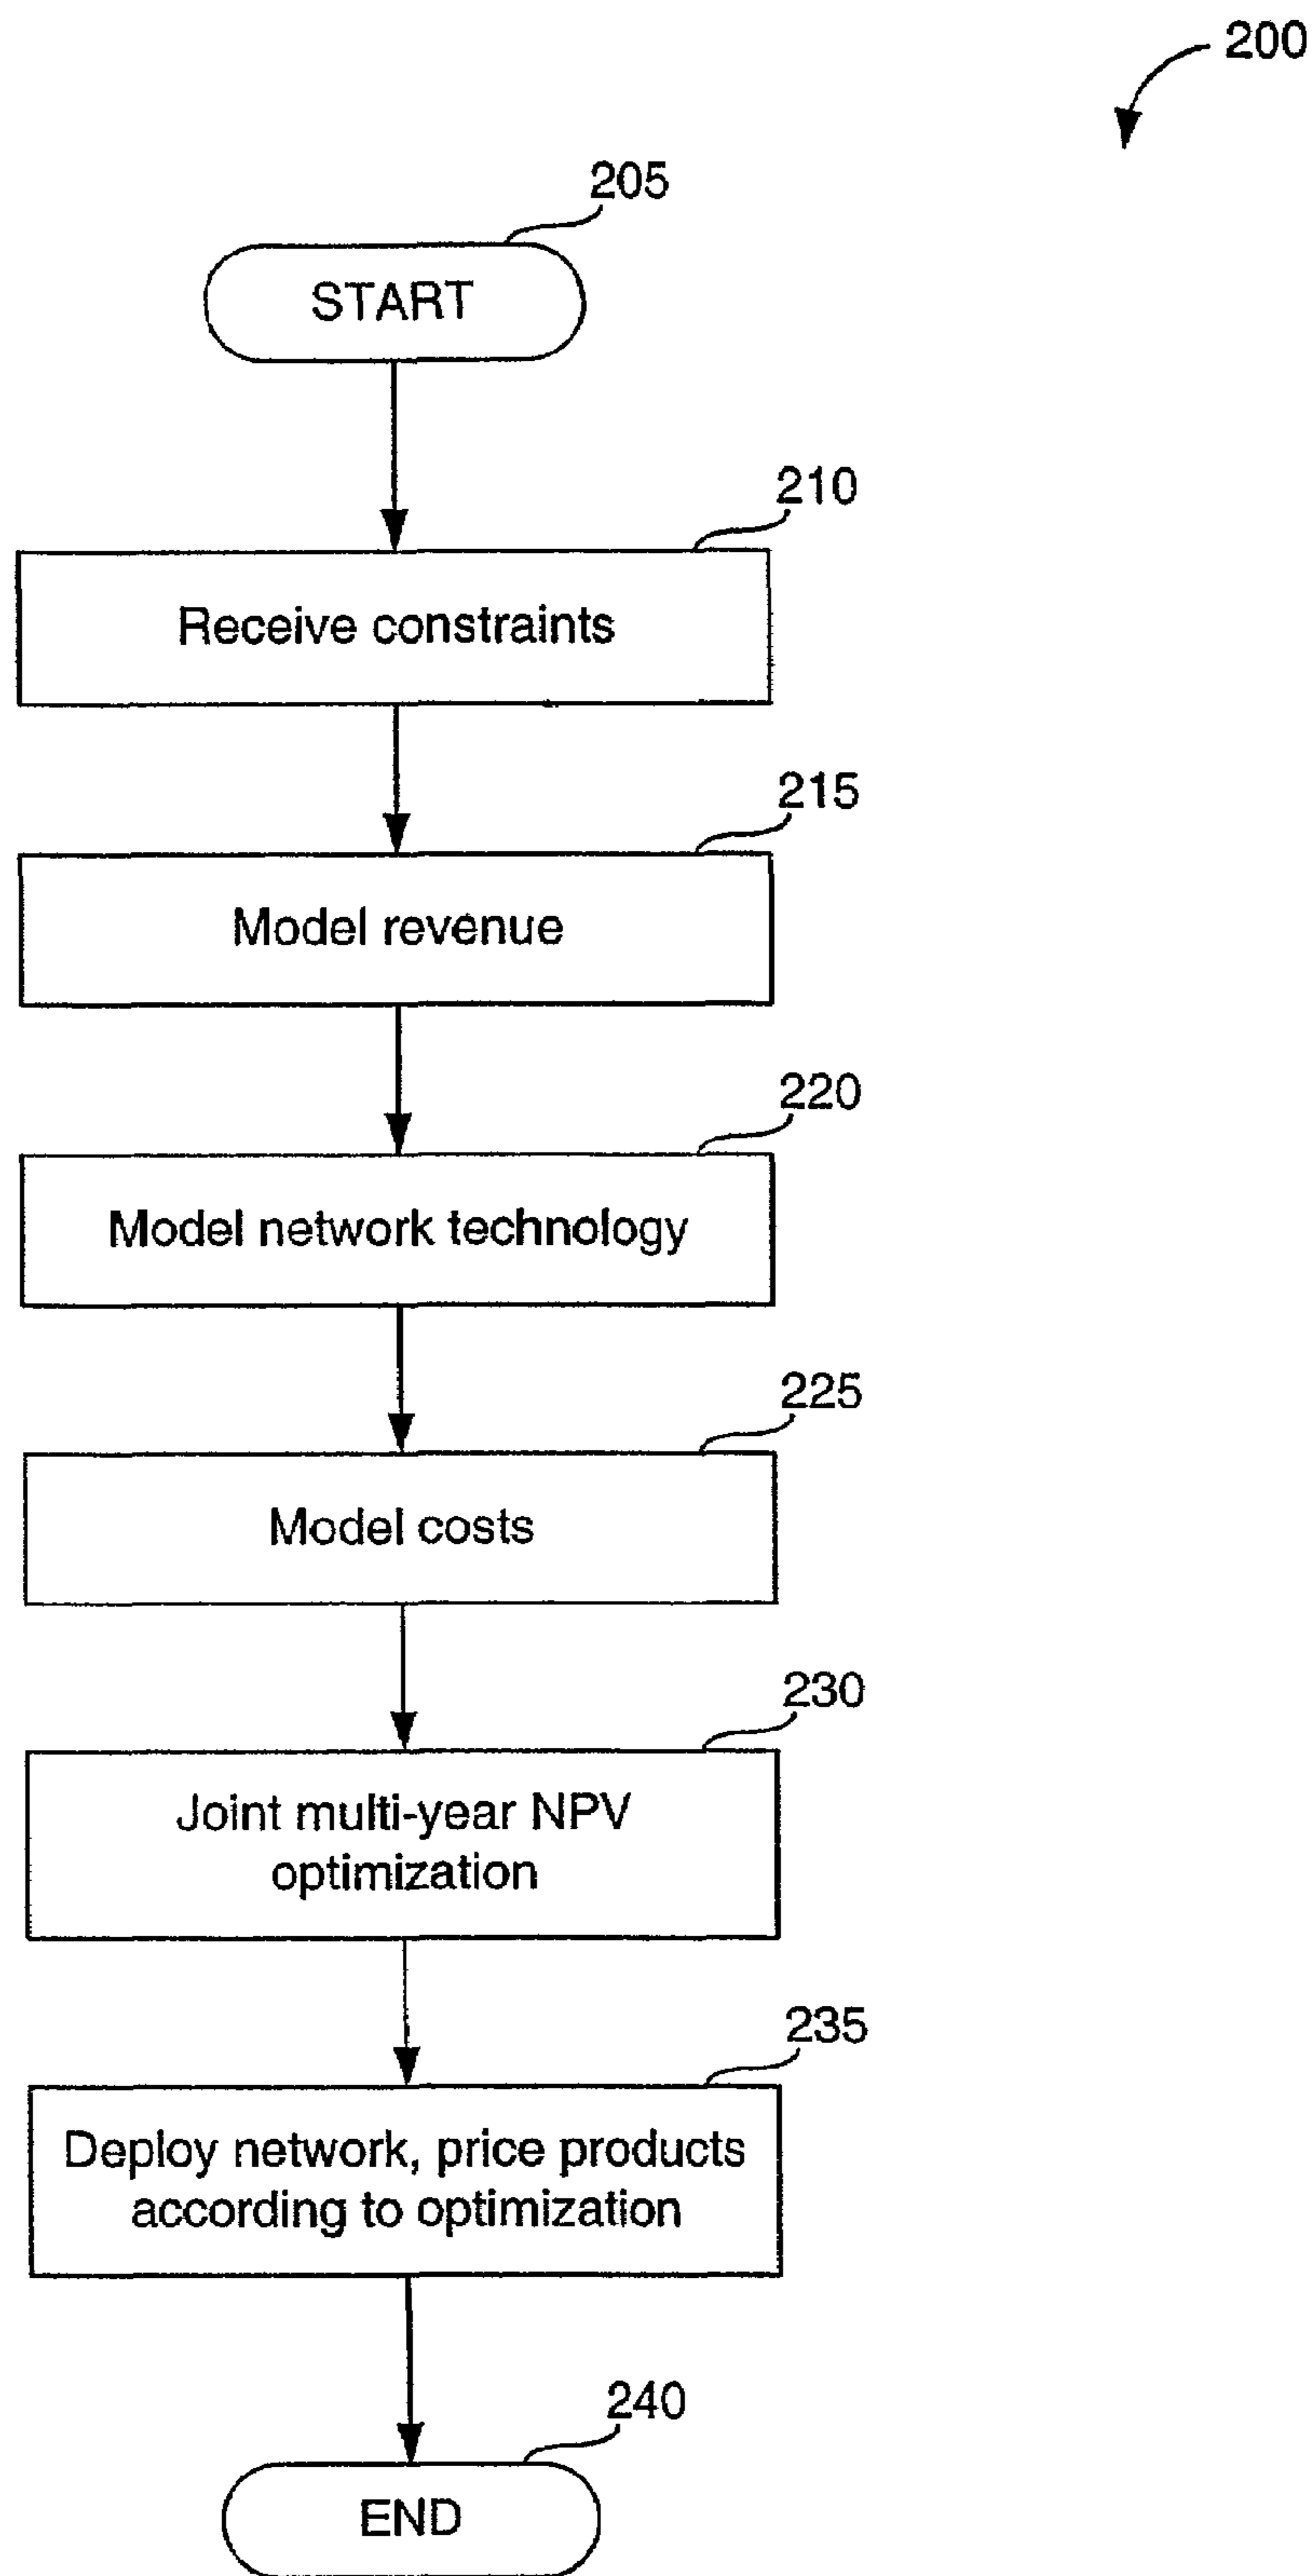 200
205
START
210
Receive constraints
215
Model revenue
220
Model network technology
225
Model costs
230
Joint multi-year NPV
optimization
235
Deploy network, price products
according to optimization
240
END